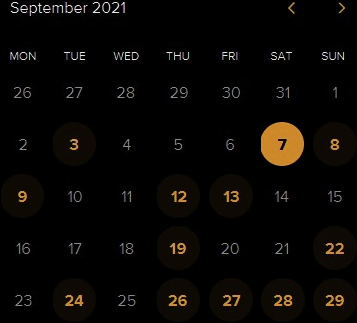 September 2021
MON TUE WED THU FRI SAT SUN
26 27 28 29 30 31 1
2 3 4 5 6 7 8
9 10 11 12 13 14 15
16 17 18 19 20 21 22
23 24 25 26 27 28 29